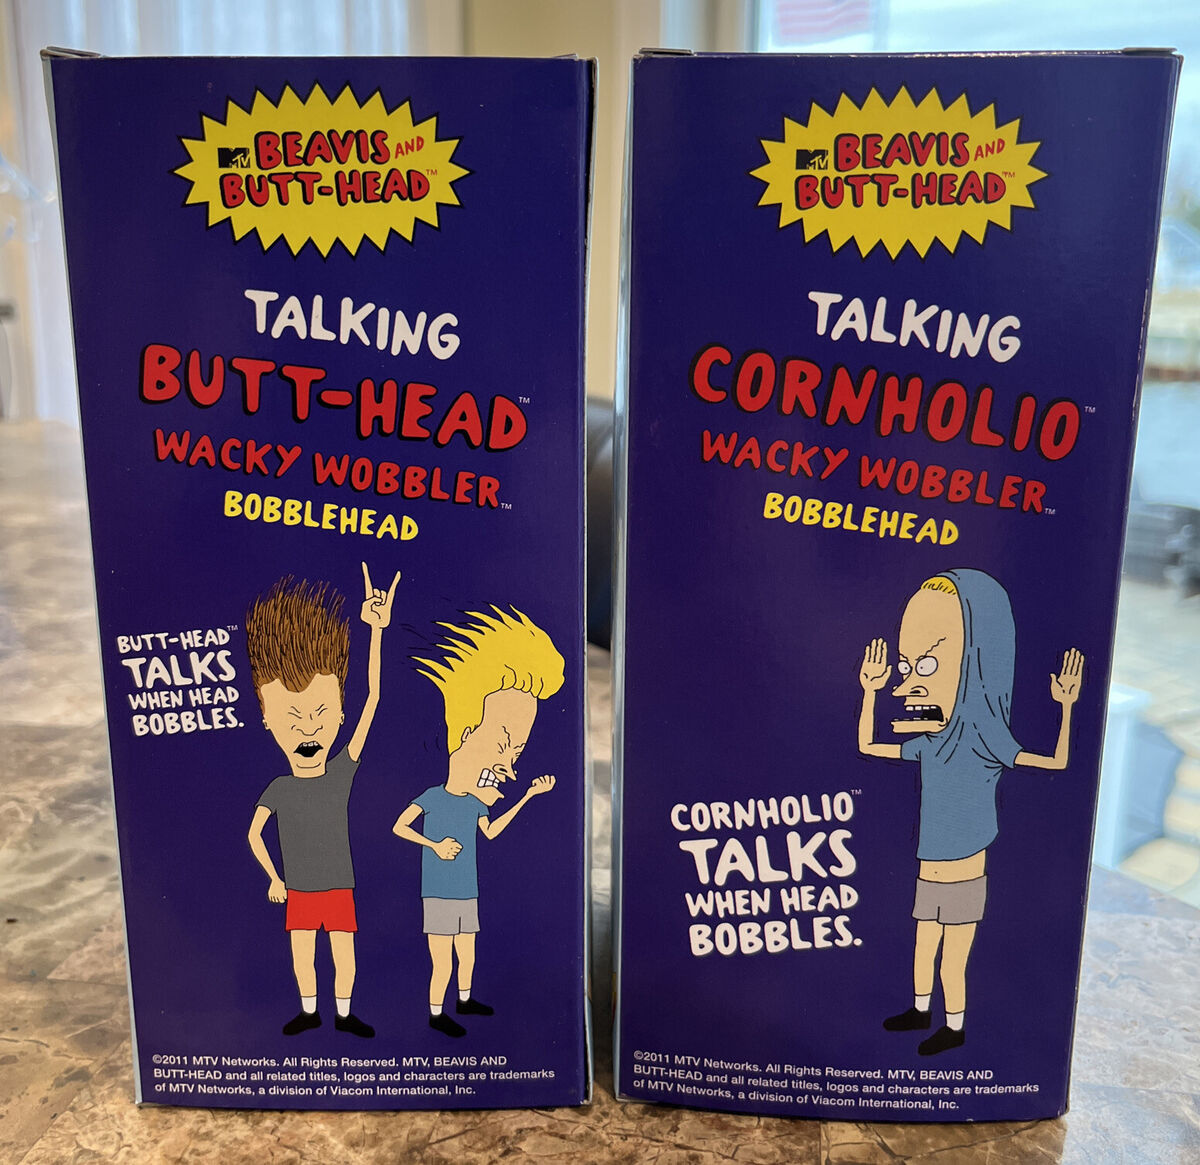 MTV BEAVIS AND
BUTT-HEAD™
TALKING
BUTT-HEAD™
WACKY WOBBLER™
BOBBLEHEAD
BUTT-HEAD™
TALKS
WHEN HEAD
BOBBLES.
©2011 MTV Networks. All Rights Reserved. MTV, BEAVIS AND
BUTT-HEAD and all related titles, logos and characters are trademarks
of MTV Networks, a division of Viacom International, Inc.
MTV BEAVIS AND
BUTT-HEAD™
TALKING
CORNHOLIO™
WACKY WOBBLER™
BOBBLEHEAD
CORNHOLIO™
TALKS
WHEN HEAD
BOBBLES.
©2011 MTV Networks. All Rights Reserved. MTV, BEAVIS AND
BUTT-HEAD and all related titles, logos and characters are trademarks
of MTV Networks, a division of Viacom International, Inc.